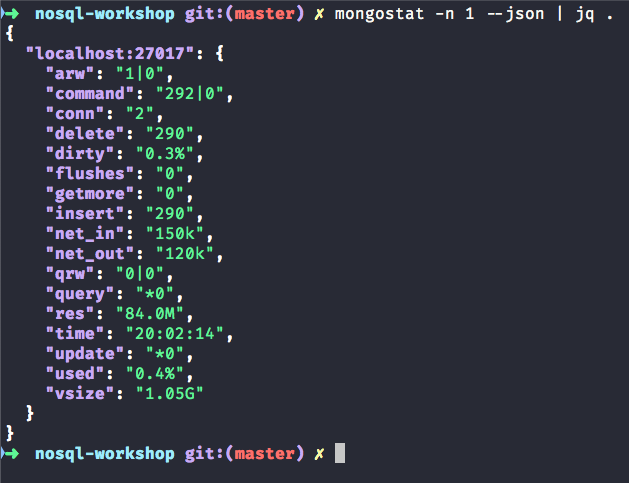 ➜  nosql-workshop git:(master) ✗ mongostat -n 1 --json | jq .
{
  "localhost:27017": {
    "arw": "1|0",
    "command": "292|0",
    "conn": "2",
    "delete": "290",
    "dirty": "0.3%",
    "flushes": "0",
    "getmore": "0",
    "insert": "290",
    "net_in": "150k",
    "net_out": "120k",
    "qrw": "0|0",
    "query": "*0",
    "res": "84.0M",
    "time": "20:02:14",
    "update": "*0",
    "used": "0.4%",
    "vsize": "1.05G"
  }
}
➜  nosql-workshop git:(master) ✗